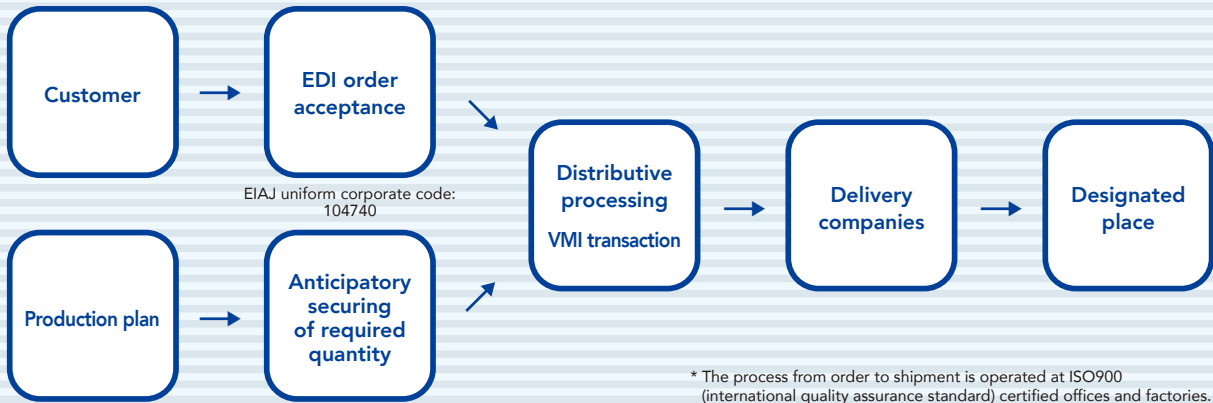 Customer
EDI order
acceptance
EIAJ uniform corporate code:
104740
Production plan
Anticipatory
securing
of required
quantity
Distributive
processing
VMI transaction
Delivery
companies
Designated
place
* The process from order to shipment is operated at ISO900
(international quality assurance standard) certified offices and factories.